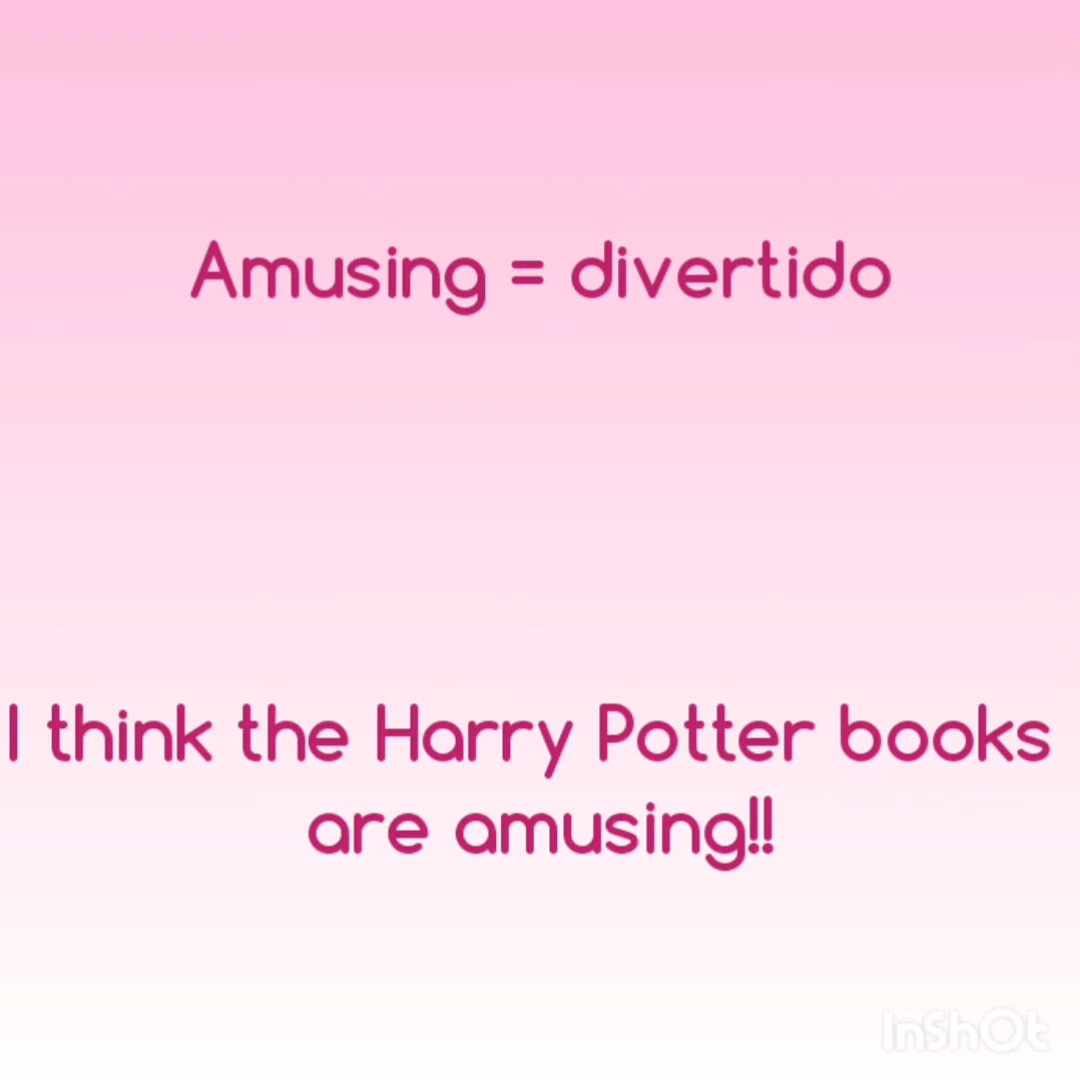 Amusing = divertido
I think the Harry Potter books
are amusing!!
InShOt